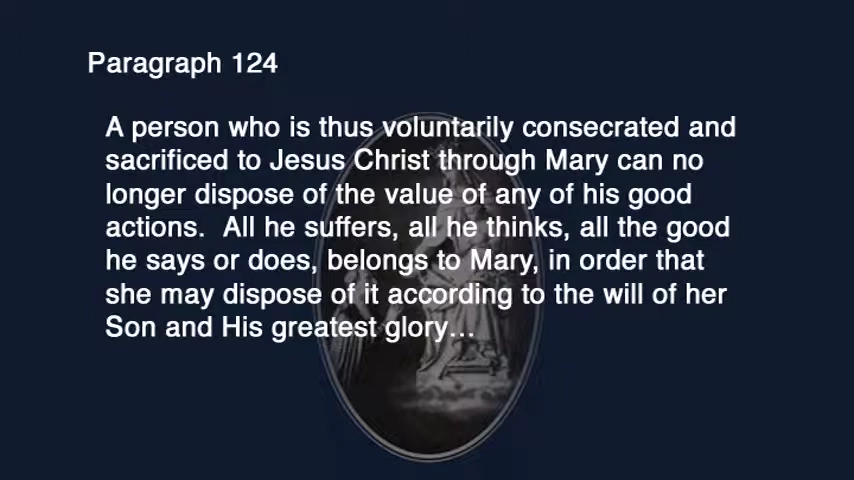 Paragraph 124
A person who is thus voluntarily consecrated and
sacrificed to Jesus Christ through Mary can no
longer dispose of the value of any of his good
actions.  All he suffers, all he thinks, all the good
he says or does, belongs to Mary, in order that
she may dispose of it according to the will of her
Son and His greatest glory...